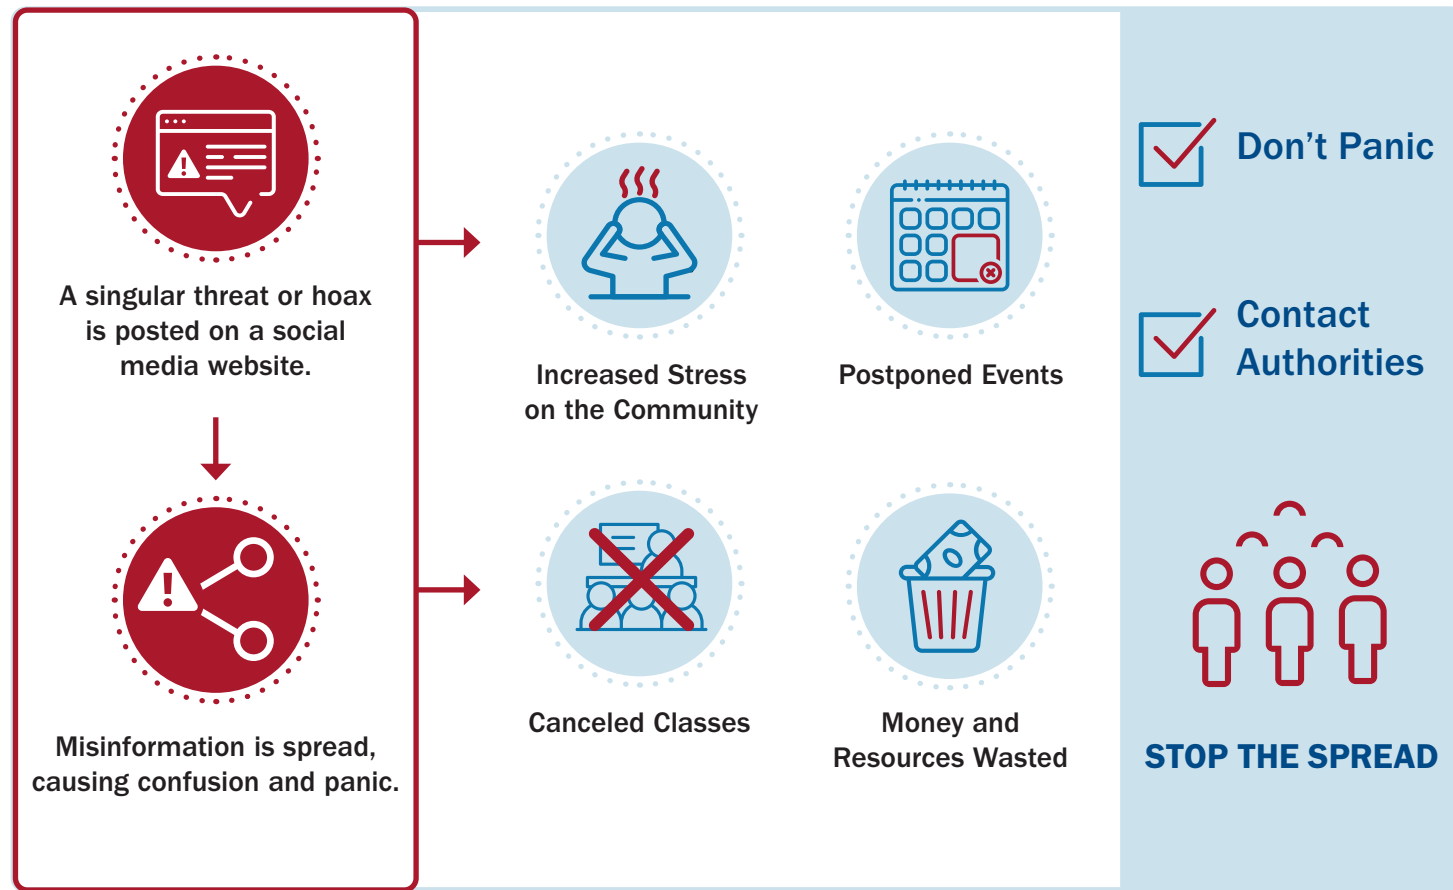 A singular threat or hoax
is posted on a social
media website.
Misinformation is spread,
causing confusion and panic.
Increased Stress
on the Community
Postponed Events
Canceled Classes
Money and
Resources Wasted
Don't Panic
Contact
Authorities
STOP THE SPREAD